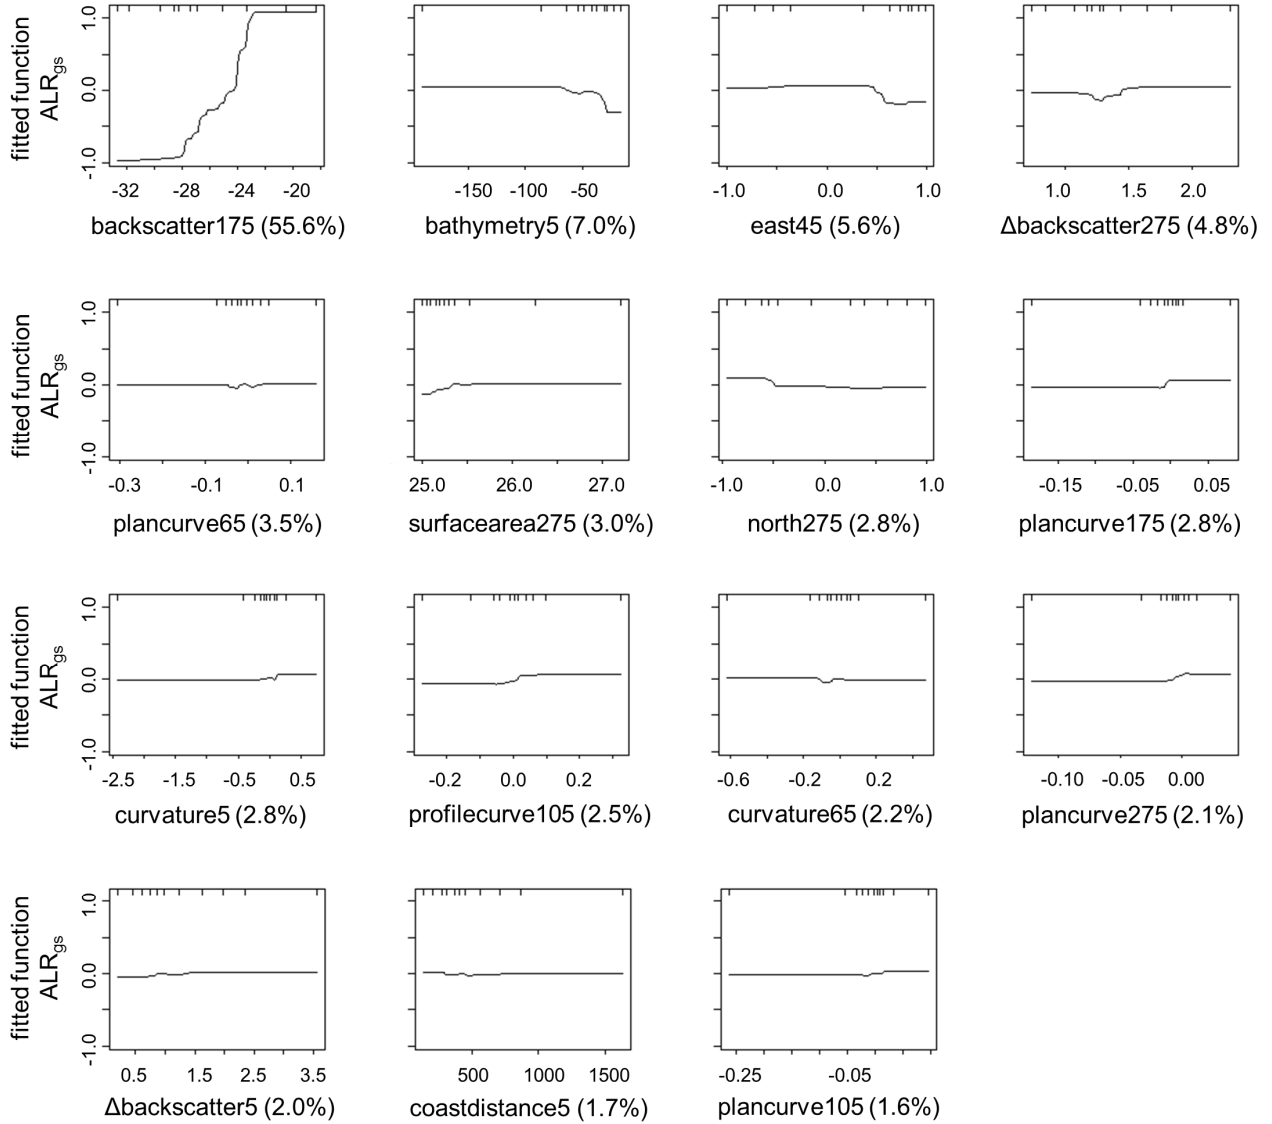 fitted function
ALRgs
1.0
0.0
-1.0
-32 -28 -24 -20
backscatter175 (55.6%)
-150 -100 -50
bathymetry5 (7.0%)
-1.0 0.0 1.0
east45 (5.6%)
1.0 1.5 2.0
Δbackscatter275 (4.8%)
fitted function
ALRgs
1.0
0.0
-1.0
-0.3 -0.1 0.1
plancurve65 (3.5%)
25.0 26.0 27.0
surfacearea275 (3.0%)
-1.0 0.0 1.0
north275 (2.8%)
-0.15 -0.05 0.05
plancurve175 (2.8%)
fitted function
ALRgs
1.0
0.0
-1.0
-2.5 -1.5 -0.5 0.5
curvature5 (2.8%)
-0.2 0.0 0.2
profilecurve105 (2.5%)
-0.6 -0.2 0.2
curvature65 (2.2%)
-0.10 -0.05 0.00
plancurve275 (2.1%)
fitted function
ALRgs
1.0
0.0
-1.0
0.5 1.5 2.5 3.5
Δbackscatter5 (2.0%)
500 1000 1500
coastdistance5 (1.7%)
-0.25 -0.05
plancurve105 (1.6%)